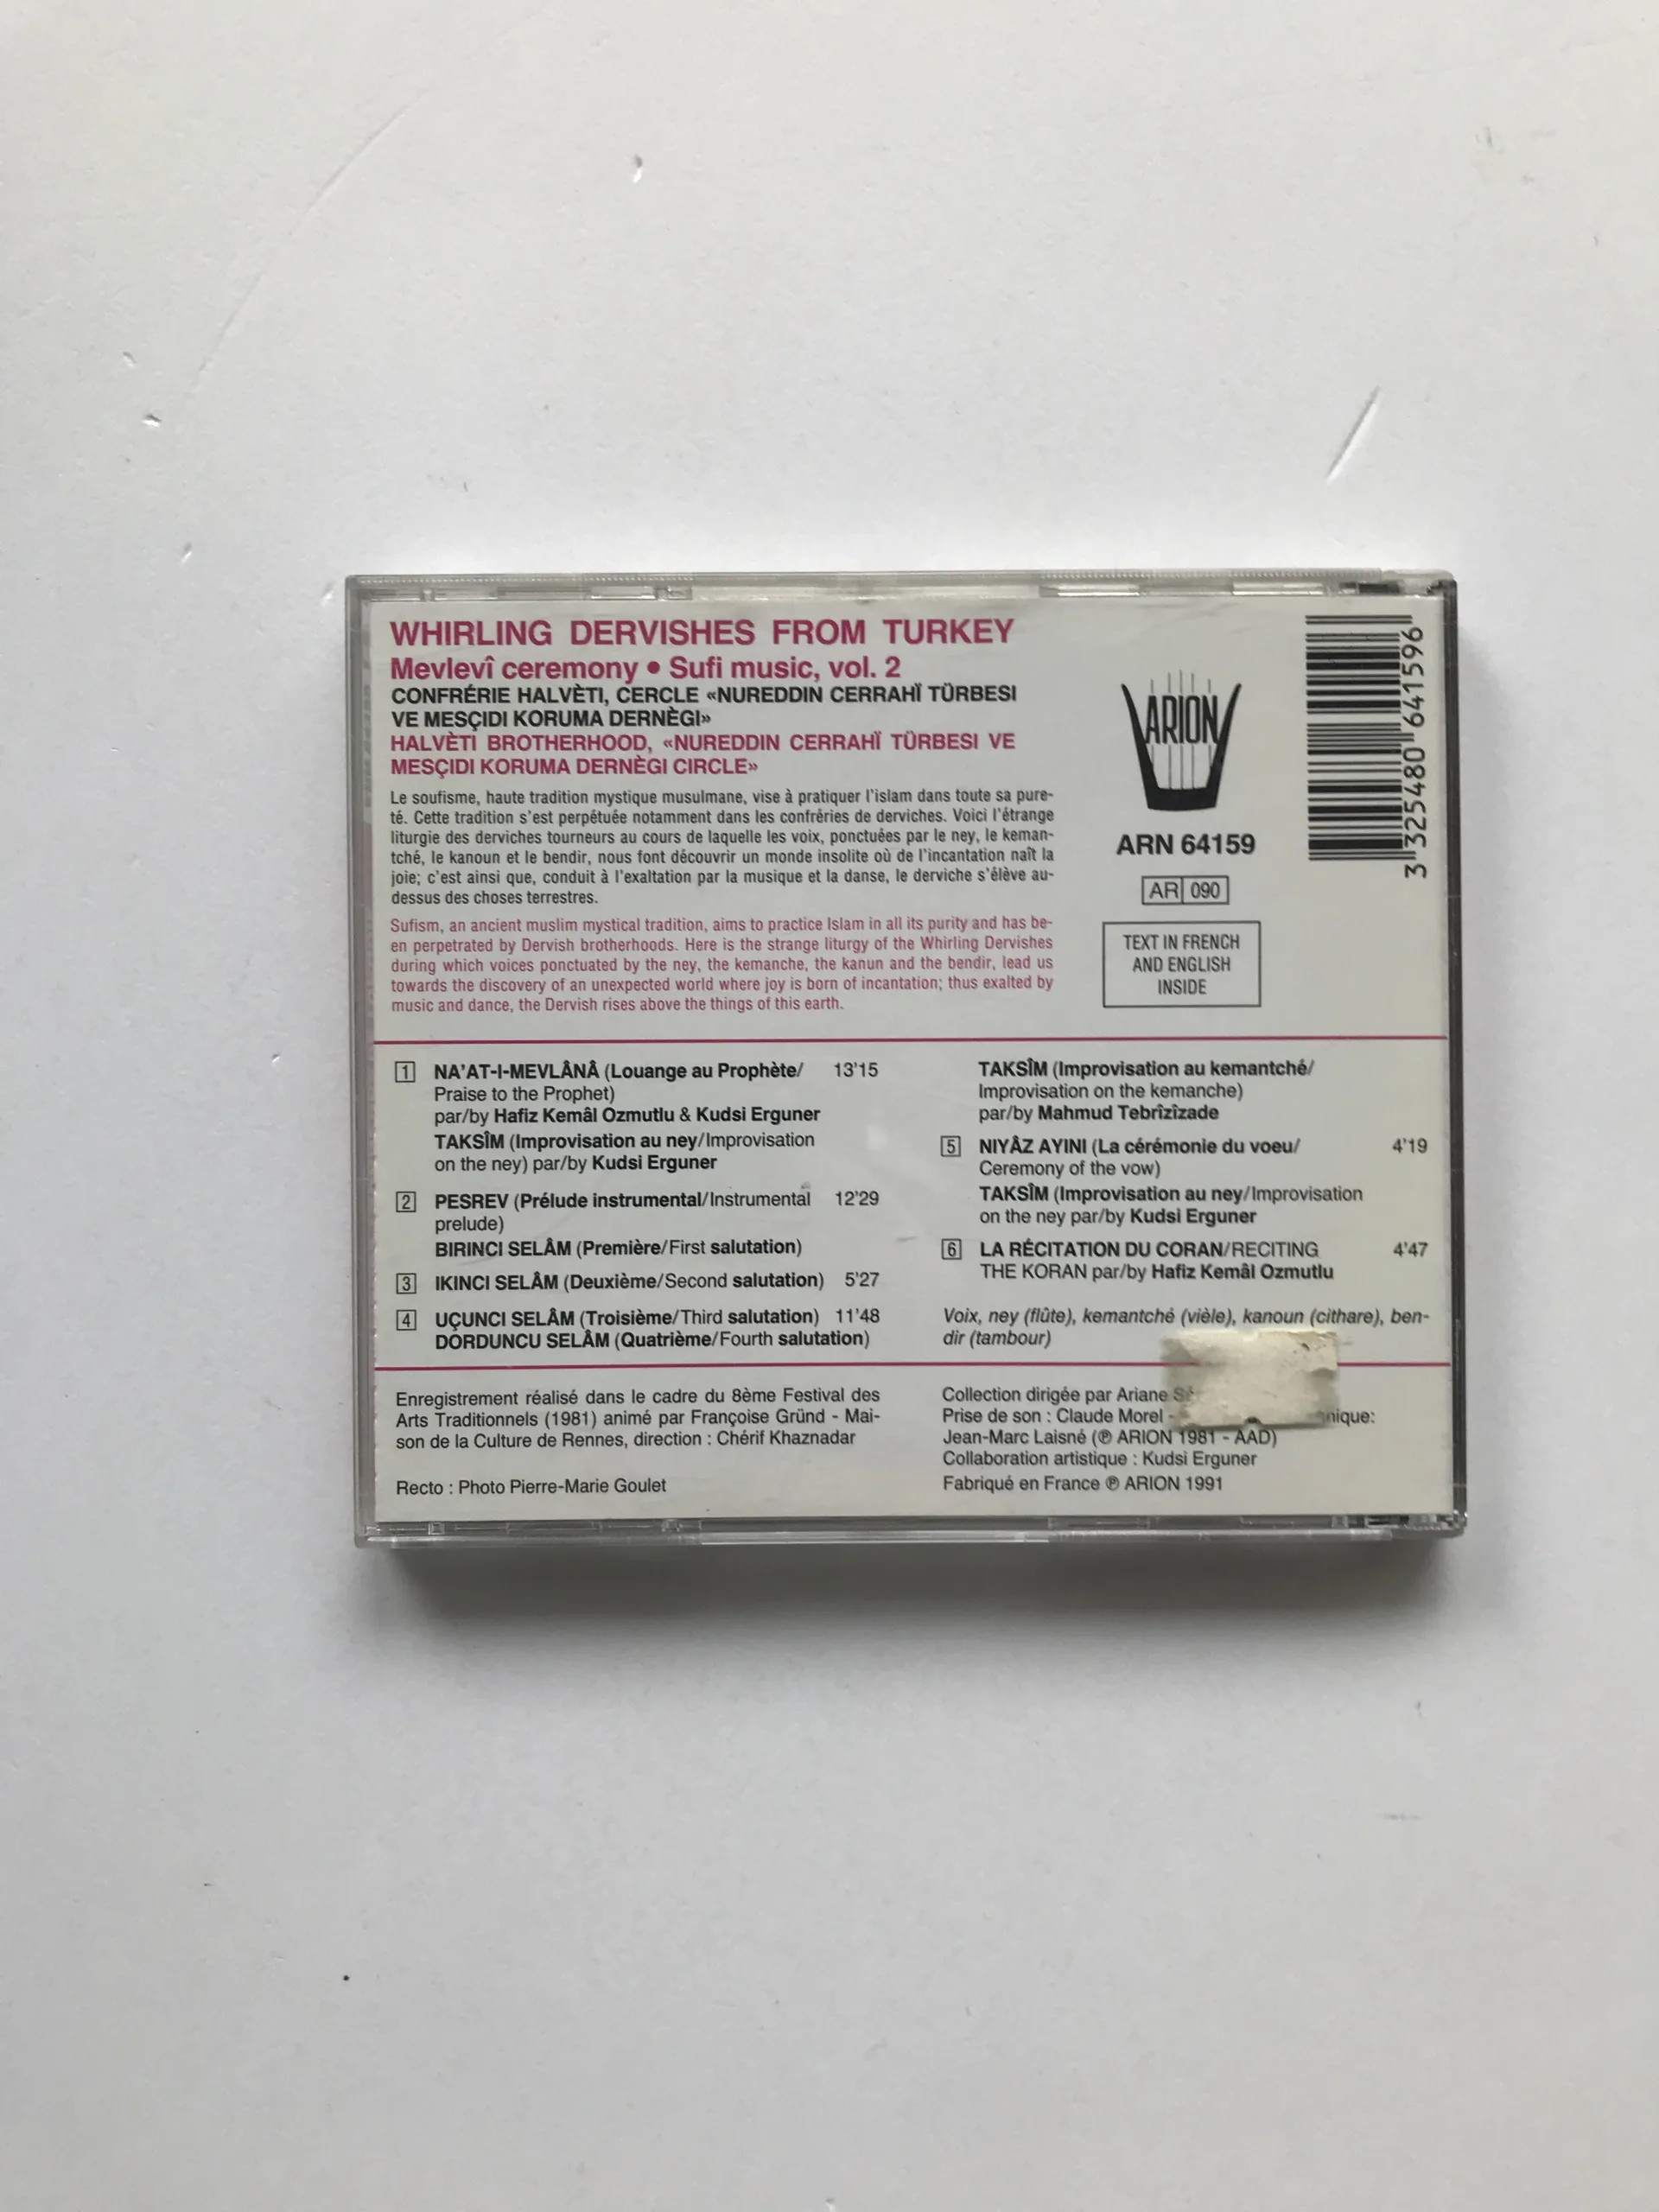 WHIRLING DERVISHES FROM TURKEY
Mevlevî ceremony • Sufi music, vol. 2
CONFRÉRIE HALVÈTI, CERCLE «NUREDDIN CERRAHÏ TÜRBESI
VE MESÇIDI KORUMA DERNÈGI»
HALVÈTI BROTHERHOOD, «NUREDDIN CERRAHÏ TÜRBESI VE
MESÇIDI KORUMA DERNÈGI CIRCLE»
Le soufisme, haute tradition mystique musulmane, vise à pratiquer l'islam dans toute sa pure-
té. Cette tradition s'est perpétuée notamment dans les confréries de derviches. Voici l'étrange
liturgie des derviches tourneurs au cours de laquelle les voix, ponctuées par le ney, le keman-
tché, le kanoun et le bendir, nous font découvrir un monde insolite où de l'incantation naît la
joie; c'est ainsi que, conduit à l'exaltation par la musique et la danse, le derviche s'élève au-
dessus des choses terrestres.
Sufism, an ancient muslim mystical tradition, aims to practice Islam in all its purity and has be-
en perpetrated by Dervish brotherhoods. Here is the strange liturgy of the Whirling Dervishes
during which voices ponctuated by the ney, the kemanche, the kanun and the bendir, lead us
towards the discovery of an unexpected world where joy is born of incantation; thus exalted by
music and dance, the Dervish rises above the things of this earth.
ARION
ARN 64159
AR 090
TEXT IN FRENCH
AND ENGLISH
INSIDE
3 325480 641596
1 NA'AT-I-MEVLÂNÂ (Louange au Prophète/ 13'15
Praise to the Prophet)
par/by Hafiz Kemâl Ozmutlu & Kudsi Erguner
TAKSÎM (Improvisation au ney/Improvisation
on the ney) par/by Kudsi Erguner
2 PESREV (Prélude instrumental/Instrumental 12'29
prelude)
BIRINCI SELÂM (Première/First salutation)
3 IKINCI SELÂM (Deuxième/Second salutation) 5'27
4 UÇUNCI SELÂM (Troisième/Third salutation) 11'48
DORDUNCU SELÂM (Quatrième/Fourth salutation)
TAKSÎM (Improvisation au kemantché/
Improvisation on the kemanche)
par/by Mahmud Tebrîzîzade
5 NIYÂZ AYINI (La cérémonie du voeu/ 4'19
Ceremony of the vow)
TAKSÎM (Improvisation au ney/Improvisation
on the ney par/by Kudsi Erguner
6 LA RÉCITATION DU CORAN/RECITING 4'47
THE KORAN par/by Hafiz Kemâl Ozmutlu
Voix, ney (flûte), kemantché (vièle), kanoun (cithare), ben-
dir (tambour)
Enregistrement réalisé dans le cadre du 8ème Festival des
Arts Traditionnels (1981) animé par Françoise Gründ - Mai-
son de la Culture de Rennes, direction : Chérif Khaznadar
Recto : Photo Pierre-Marie Goulet
Collection dirigée par Ariane
Prise de son : Claude Morel -
Jean-Marc Laisné (℗ ARION 1981 - AAD)
Collaboration artistique : Kudsi Erguner
Fabriqué en France ℗ ARION 1991